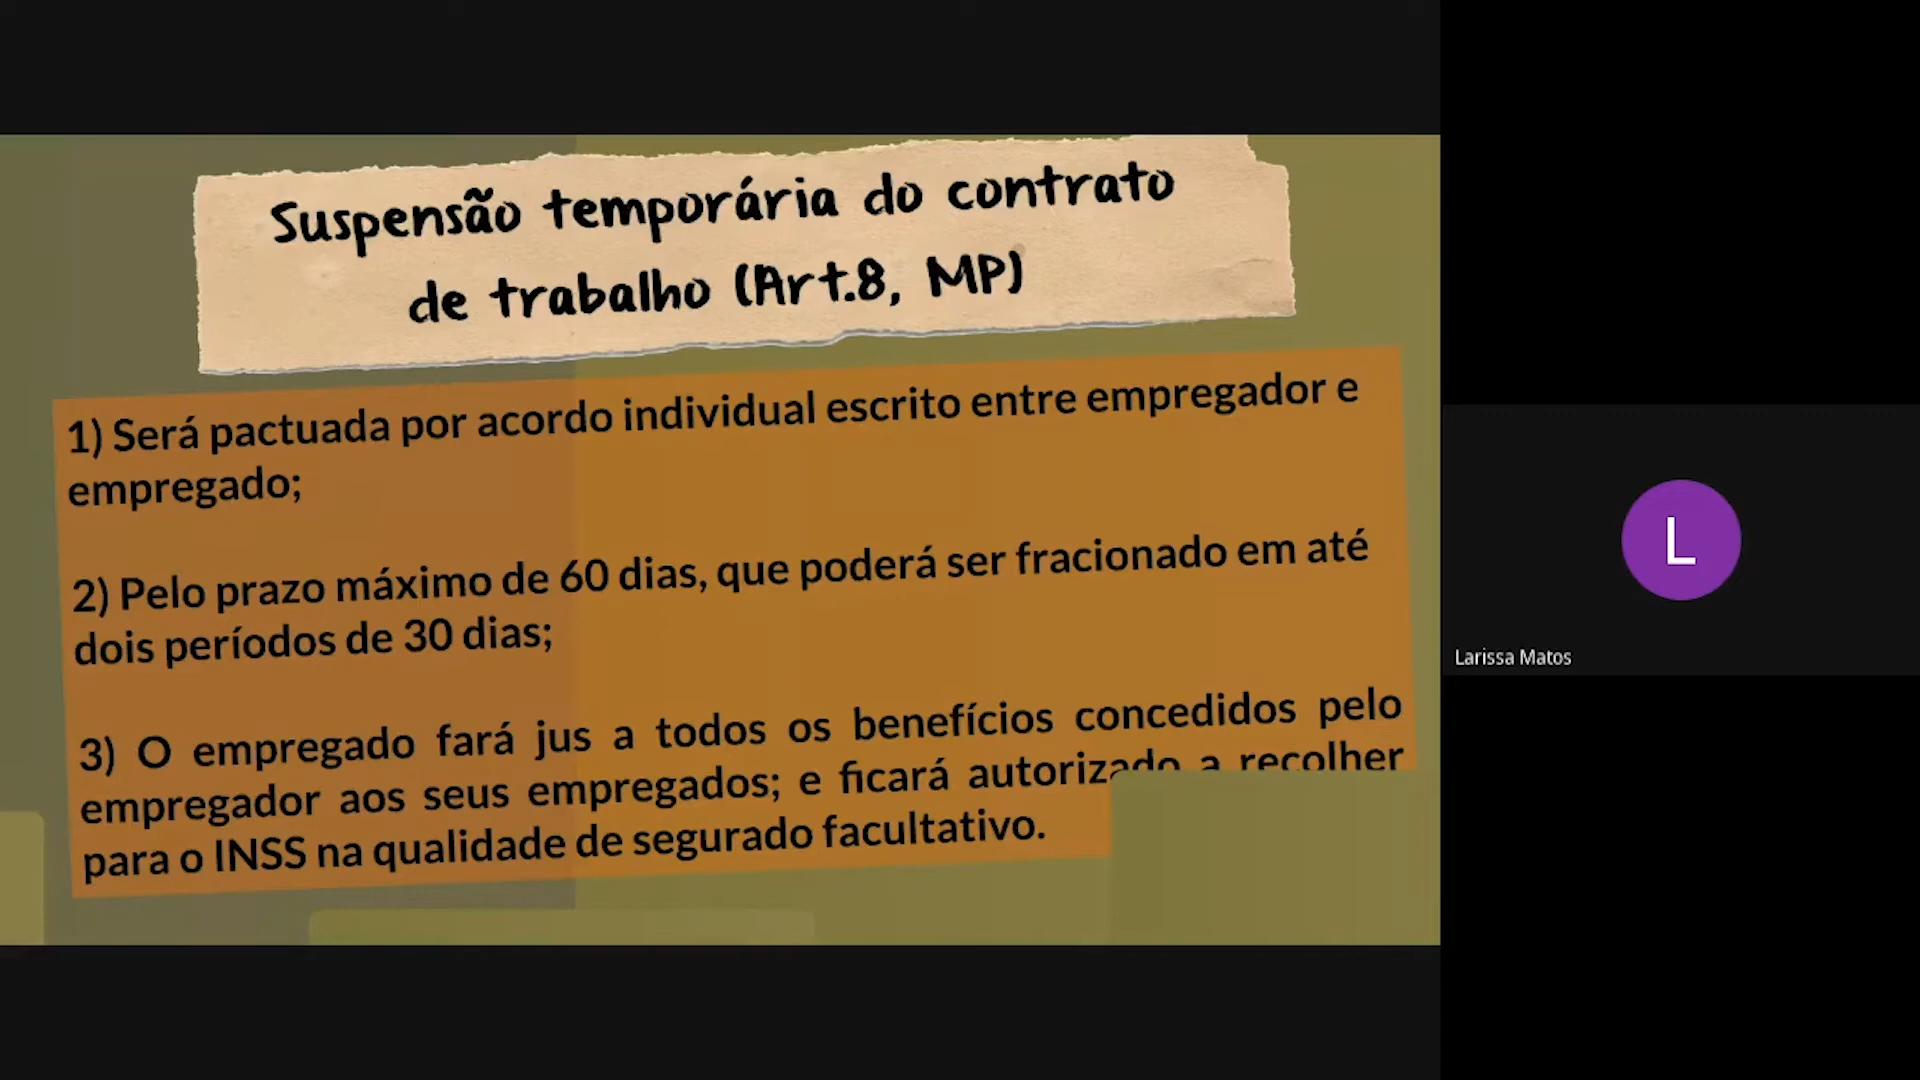 Suspensão temporária do contrato
de trabalho (Art.8, MP)
1) Será pactuada por acordo individual escrito entre empregador e
empregado;
2) Pelo prazo máximo de 60 dias, que poderá ser fracionado em até
dois períodos de 30 dias;
3) O empregado fará jus a todos os benefícios concedidos pelo
empregador aos seus empregados; e ficará autorizado a recolher
para o INSS na qualidade de segurado facultativo.
L
Larissa Matos